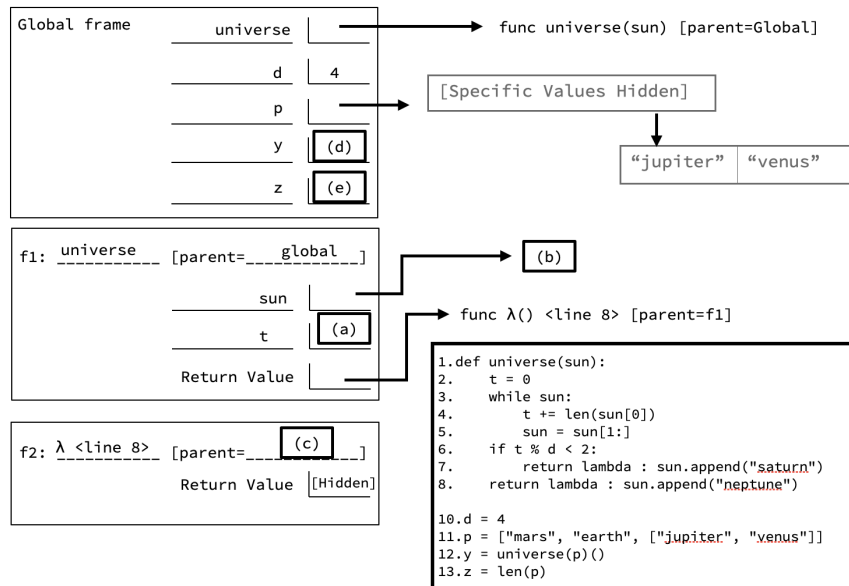 Global frame
universe
func universe(sun) [parent=Global]
d 4
[Specific Values Hidden]
p
y (d)
"jupiter" "venus"
z (e)
f1: universe [parent=global]
(b)
sun
func λ() <line 8> [parent=f1]
t (a)
Return Value
f2: λ <line 8> [parent=(c)]
Return Value [Hidden]
1.def universe(sun):
2. t = 0
3. while sun:
4. t += len(sun[0])
5. sun = sun[1:]
6. if t % d < 2:
7. return lambda : sun.append("saturn")
8. return lambda : sun.append("neptune")
10.d = 4
11.p = ["mars", "earth", ["jupiter", "venus"]]
12.y = universe(p)()
13.z = len(p)